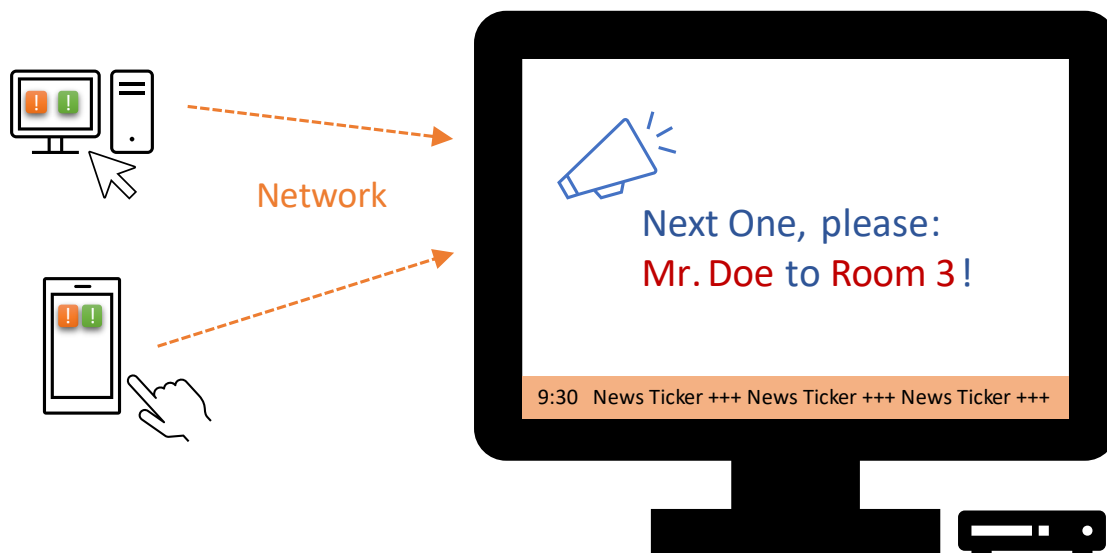 ! !
Network
! !
Next One, please:
Mr. Doe to Room 3!
9:30 News Ticker +++ News Ticker +++ News Ticker +++